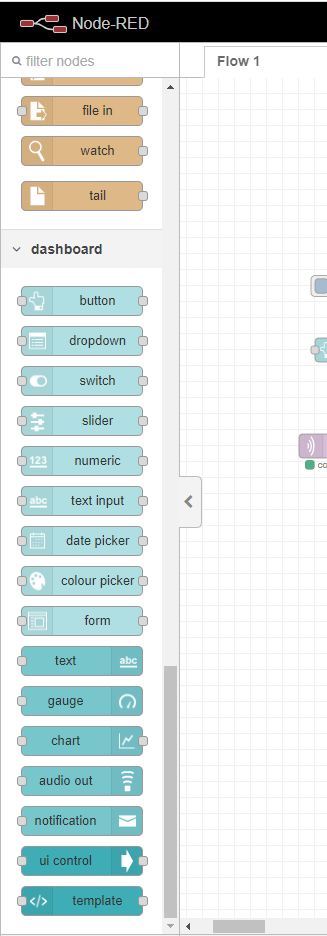 Node-RED
filter nodes
Flow 1
file in
watch
tail
dashboard
button
dropdown
switch
slider
123 numeric
abc text input
date picker
colour picker
form
text abc
gauge
chart
audio out
notification
ui control
</> template
co